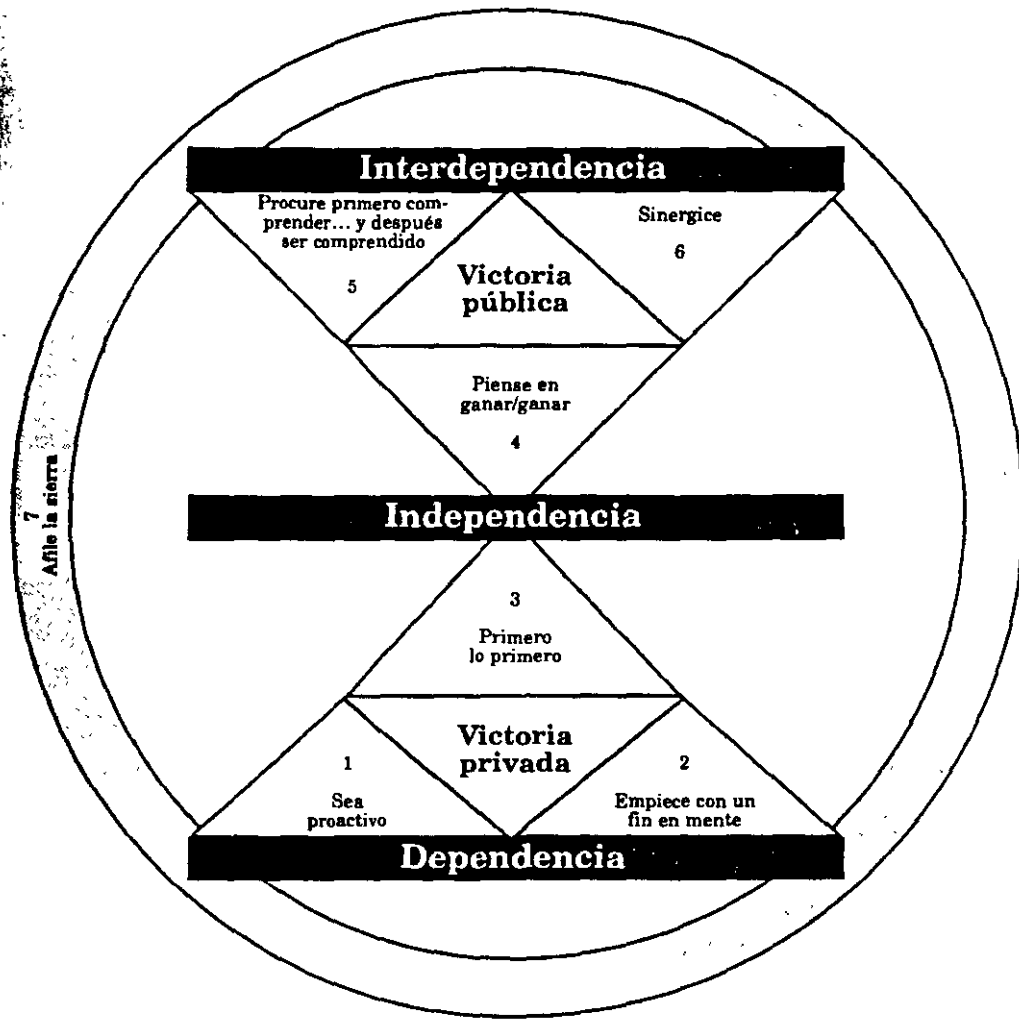 Interdependencia
Procure primero com-
prender... y después
ser comprendido
5
Sinergice
6
Victoria
pública
Piense en
ganar/ganar
4
7
Afile la sierra
Independencia
3
Primero
lo primero
Victoria
privada
1
Sea
proactivo
2
Empiece con un
fin en mente
Dependencia